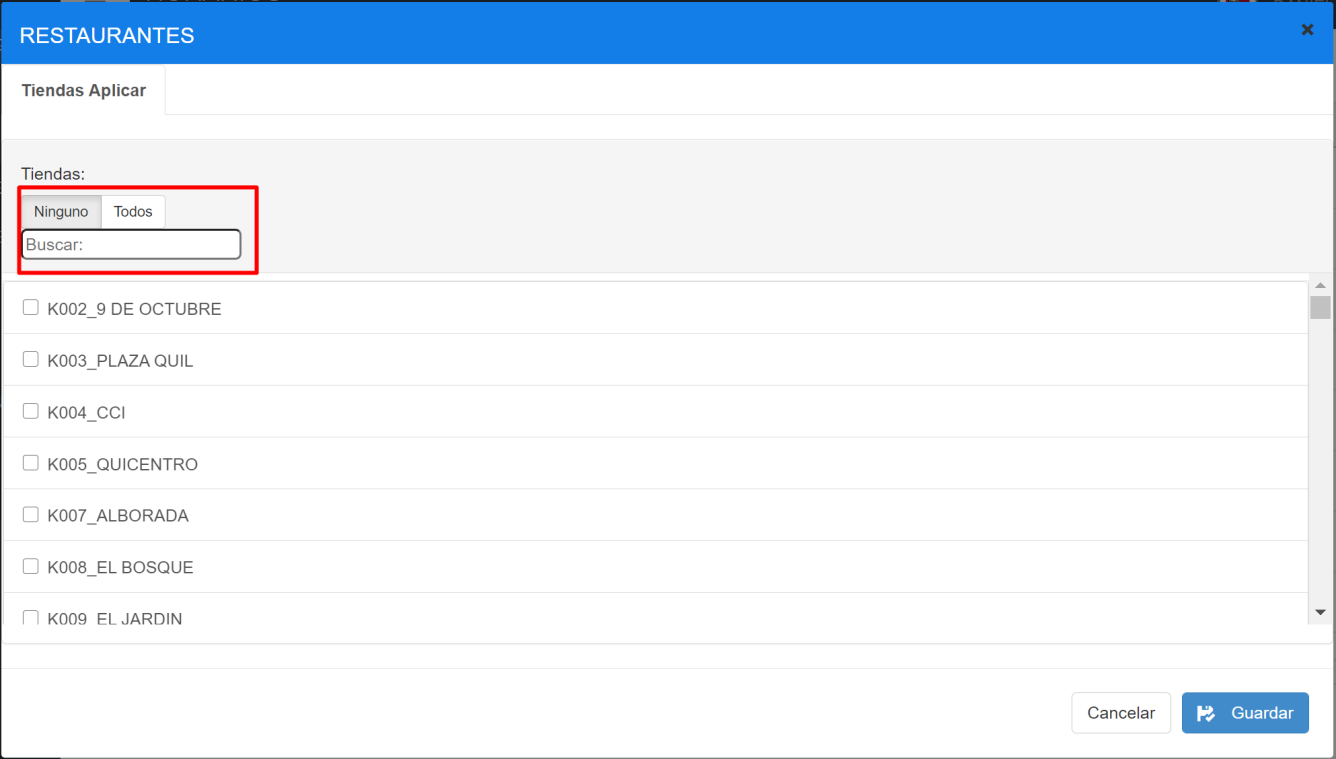 RESTAURANTES
Tiendas Aplicar
Tiendas:
Ninguno Todos
Buscar:
K002_9 DE OCTUBRE
K003_PLAZA QUIL
K004_CCI
K005_QUICENTRO
K007_ALBORADA
K008_EL BOSQUE
K009_EL JARDIN
Cancelar Guardar